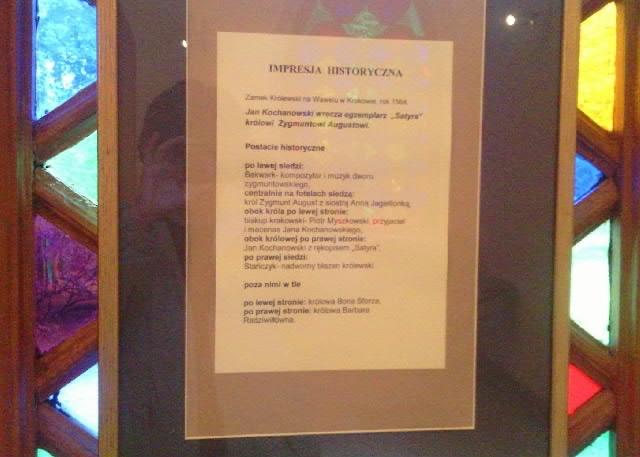 IMPRESJA HISTORYCZNA
Zamek Królewski na Wawelu w Krakowie, rok 1564.
Jan Kochanowski wręcza egzemplarz „Satyra"
królowi Zygmuntowi Augustowi.
Postacie historyczne
po lewej siedzi:
Bekwark- kompozytor i muzyk dworu
zygmuntowskiego,
centralnie na fotelach siedzą:
król Zygmunt August z siostrą Anną Jagiellonką,
obok króla po lewej stronie:
biskup krakowski- Piotr Myszkowski, przyjaciel
i mecenas Jana Kochanowskiego,
obok królowej po prawej stronie:
Jan Kochanowski z rękopisem „Satyra",
po prawej siedzi:
Stańczyk- nadworny błazen królewski
poza nimi w tle
po lewej stronie: królowa Bona Sforza,
po prawej stronie: królowa Barbara
Radziwiłłówna.